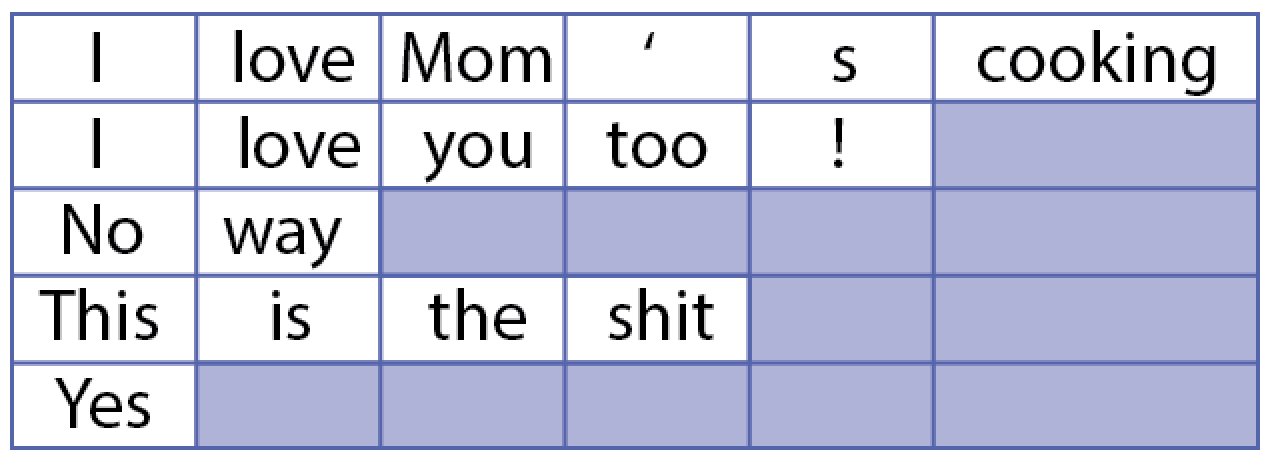 I love Mom ‘ s cooking
I love you too !
No way
This is the shit
Yes